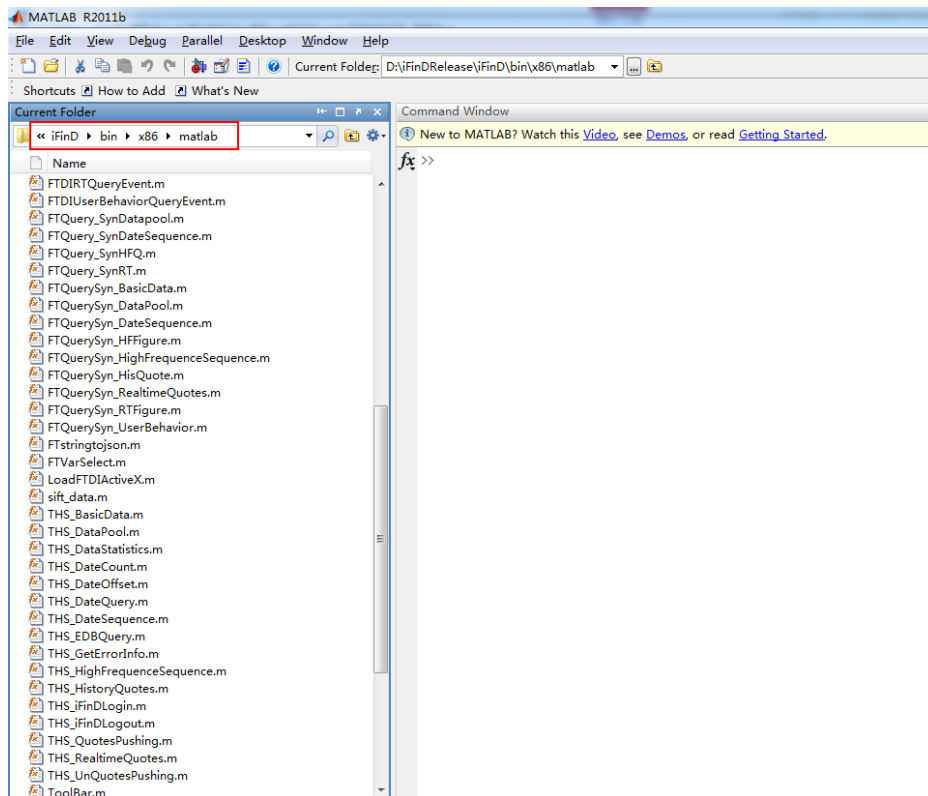 MATLAB R2011b
File Edit View Debug Parallel Desktop Window Help
Current Folder: D:\iFinDRelease\iFinD\bin\x86\matlab
Shortcuts How to Add What's New
Current Folder
« iFinD bin x86 matlab
Name
FTDIRTQueryEvent.m
FTDIUserBehaviorQueryEvent.m
FTQuery_SynDatapool.m
FTQuery_SynDateSequence.m
FTQuery_SynHFQ.m
FTQuery_SynRT.m
FTQuerySyn_BasicData.m
FTQuerySyn_DataPool.m
FTQuerySyn_DateSequence.m
FTQuerySyn_HFFigure.m
FTQuerySyn_HighFrequenceSequence.m
FTQuerySyn_HisQuote.m
FTQuerySyn_RealtimeQuotes.m
FTQuerySyn_RTFigure.m
FTQuerySyn_UserBehavior.m
FTstringtojson.m
FTVarSelect.m
LoadFTDIActiveX.m
sift_data.m
THS_BasicData.m
THS_DataPool.m
THS_DataStatistics.m
THS_DateCount.m
THS_DateOffset.m
THS_DateQuery.m
THS_DateSequence.m
THS_EDBQuery.m
THS_GetErrorInfo.m
THS_HighFrequenceSequence.m
THS_HistoryQuotes.m
THS_iFinDLogin.m
THS_iFinDLogout.m
THS_QuotesPushing.m
THS_RealtimeQuotes.m
THS_UnQuotesPushing.m
ToolBar.m
Command Window
New to MATLAB? Watch this Video, see Demos, or read Getting Started.
fx >>